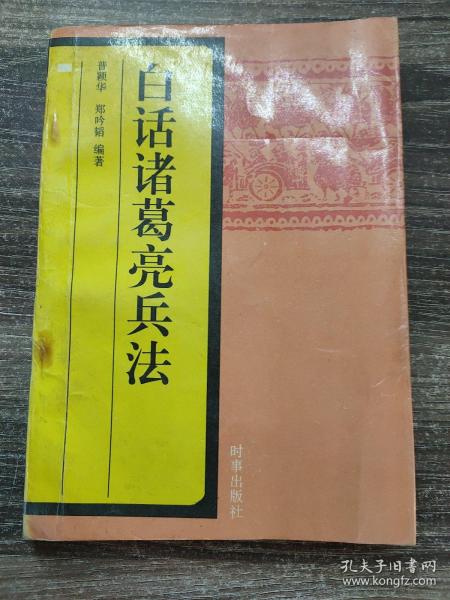 白话诸葛亮兵法
普颖华 郑吟韬 编著
时事出版社
孔夫子旧书网
www.kongfz.com